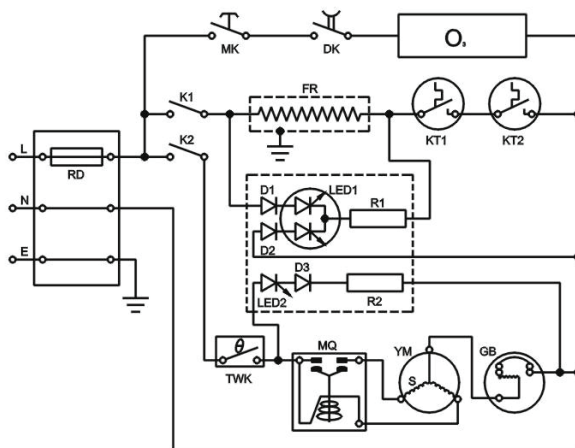 MK
DK
O₃
K1
FR
KT1
KT2
K2
L
RD
N
D1
LED1
R1
D2
E
D3
LED2
R2
θ
TWK
MQ
YM
S
GB